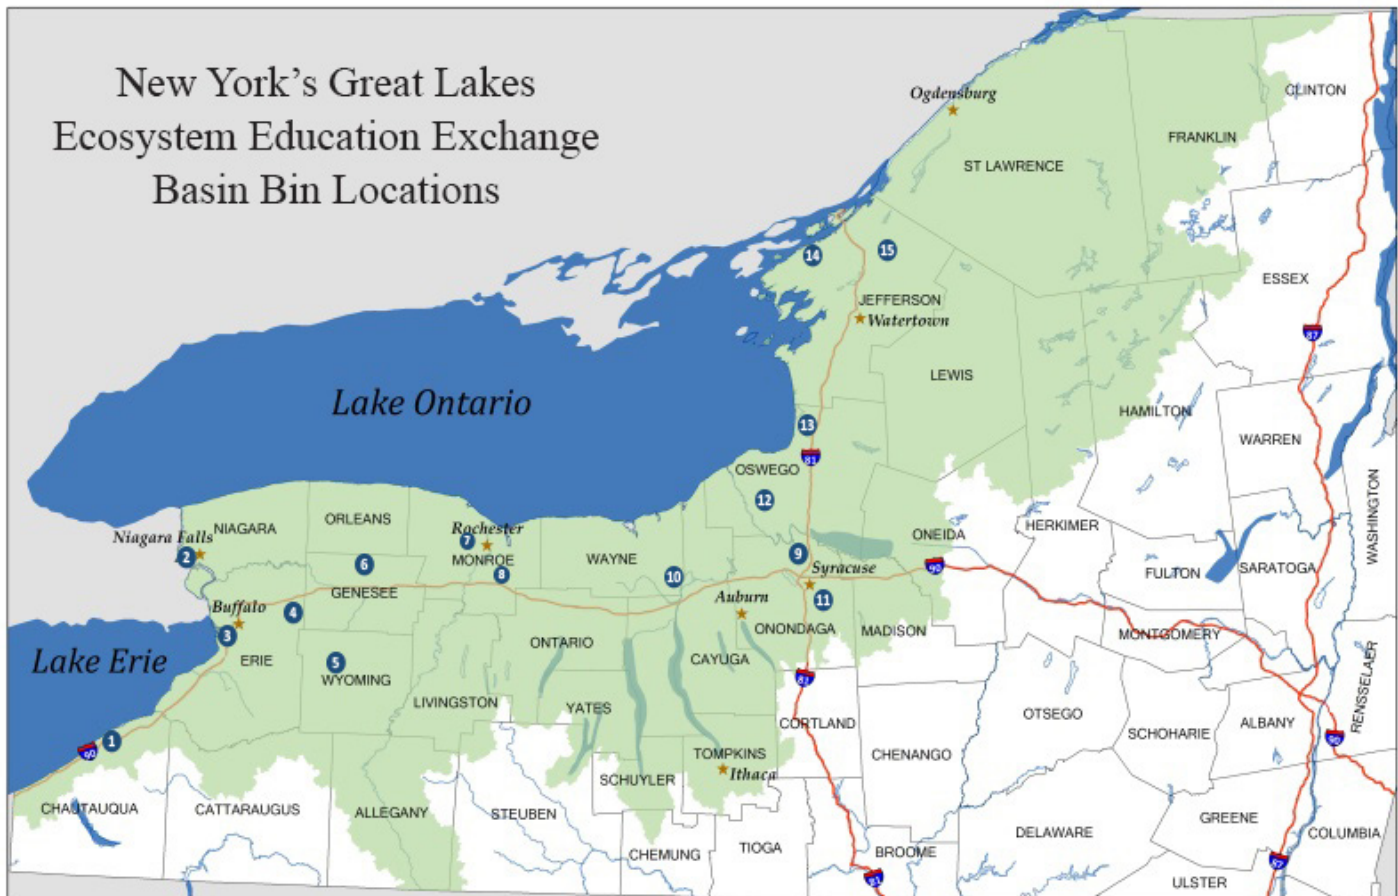 New York’s Great Lakes
Ecosystem Education Exchange
Basin Bin Locations
Ogdensburg
CLINTON
FRANKLIN
ST LAWRENCE
14
15
ESSEX
JEFFERSON
Watertown
87
LEWIS
Lake Ontario
HAMILTON
13
WARREN
81
OSWEGO
12
WASHINGTON
NIAGARA
ORLEANS
Rochester
Niagara Falls
7
MONROE
2
6
8
WAYNE
10
9
Syracuse
ONEIDA
90
HERKIMER
FULTON
SARATOGA
GENESEE
Buffalo
4
3
Auburn
11
ONONDAGA
MADISON
MONTGOMERY
Lake Erie
ERIE
5
WYOMING
ONTARIO
CAYUGA
81
RENSSELAER
LIVINGSTON
YATES
CORTLAND
OTSEGO
SCHOHARIE
ALBANY
90
1
90
CHENANGO
TOMPKINS
Ithaca
SCHUYLER
CHAUTAUQUA
CATTARAUGUS
ALLEGANY
STEUBEN
GREENE
COLUMBIA
DELAWARE
CHEMUNG
TIOGA
BROOME
81
87
ULSTER